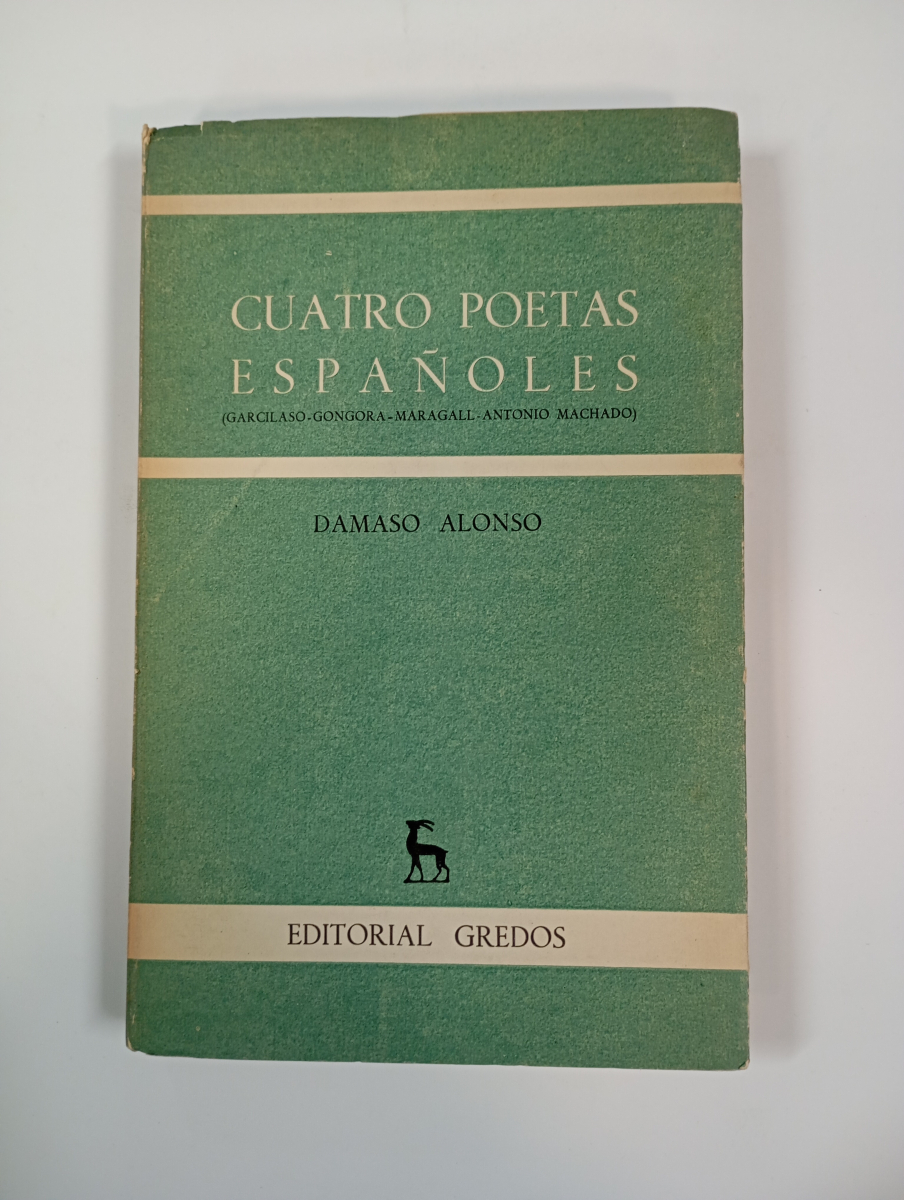 CUATRO POETAS
ESPAÑOLES
(GARCILASO-GONGORA-MARAGALL-ANTONIO MACHADO)
DAMASO ALONSO
EDITORIAL GREDOS